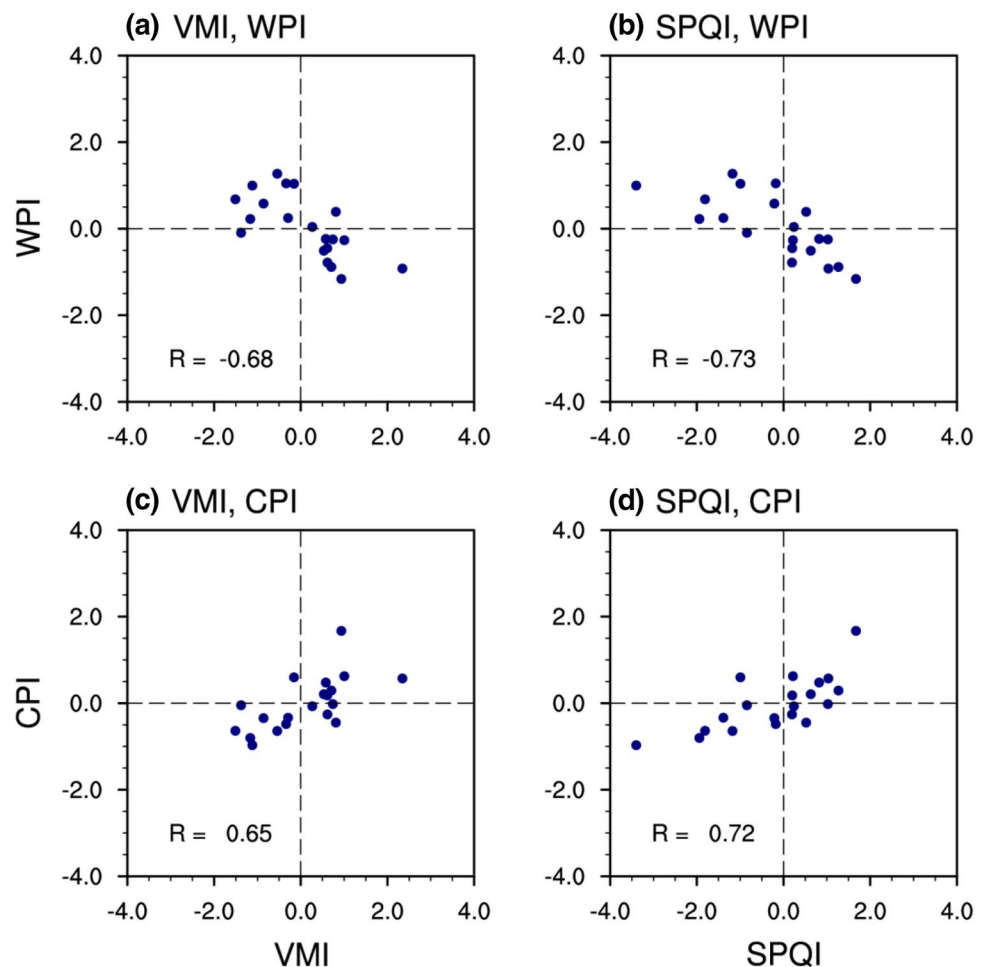 (a) VMI, WPI
(b) SPQI, WPI
4.0
2.0
0.0
-2.0
-4.0
WPI
R = -0.68
-4.0 -2.0 0.0 2.0 4.0
4.0
2.0
0.0
-2.0
-4.0
R = -0.73
-4.0 -2.0 0.0 2.0 4.0
(c) VMI, CPI
(d) SPQI, CPI
4.0
2.0
0.0
-2.0
-4.0
CPI
R = 0.65
-4.0 -2.0 0.0 2.0 4.0
VMI
4.0
2.0
0.0
-2.0
-4.0
R = 0.72
-4.0 -2.0 0.0 2.0 4.0
SPQI